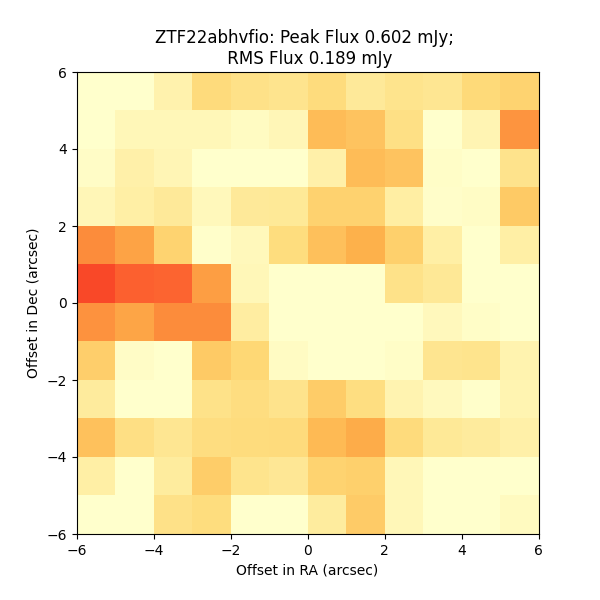 ZTF22abhvfio: Peak Flux 0.602 mJy;
RMS Flux 0.189 mJy
6
4
2
0
−2
−4
−6
Offset in Dec (arcsec)
−6 −4 −2 0 2 4 6
Offset in RA (arcsec)